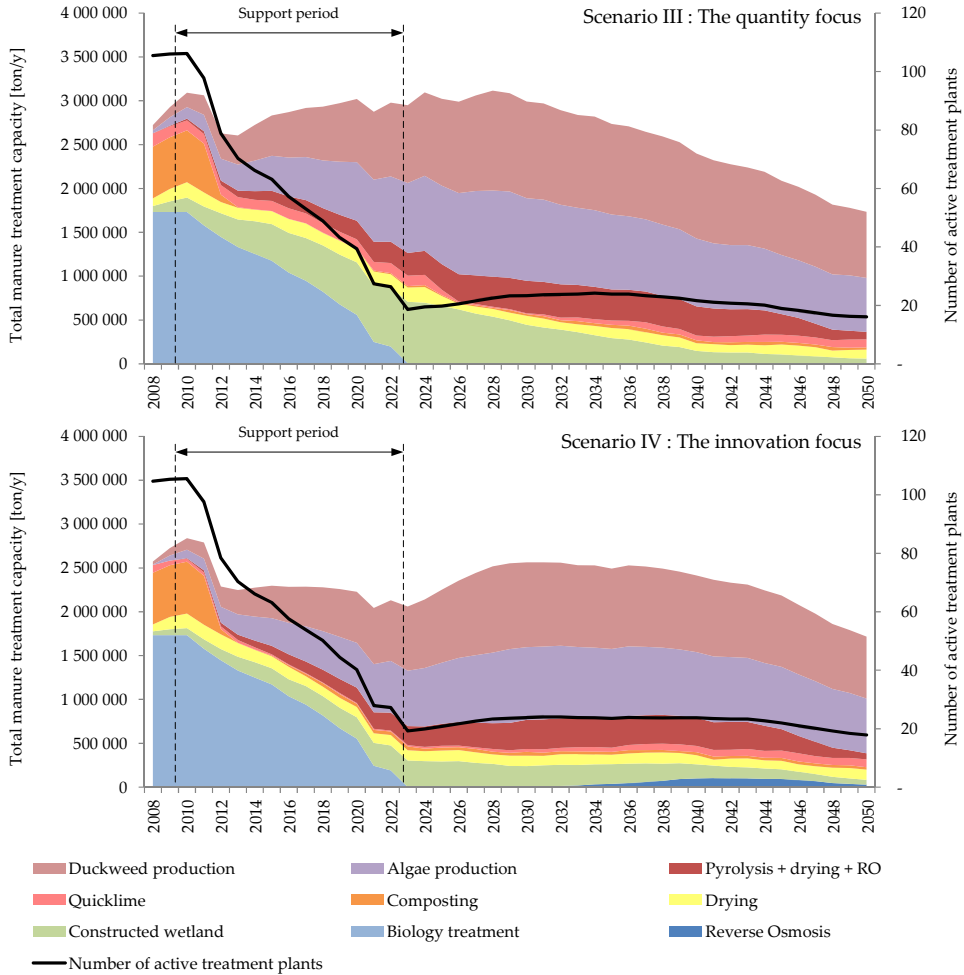 Scenario III : The quantity focus
Support period
Total manure treatment capacity [ton/y]
4 000 000
3 500 000
3 000 000
2 500 000
2 000 000
1 500 000
1 000 000
500 000
0
120
100
80
60
40
20
-
Number of active treatment plants
2008 2010 2012 2014 2016 2018 2020 2022 2024 2026 2028 2030 2032 2034 2036 2038 2040 2042 2044 2046 2048 2050
Scenario IV : The innovation focus
Support period
Total manure treatment capacity [ton/y]
4 000 000
3 500 000
3 000 000
2 500 000
2 000 000
1 500 000
1 000 000
500 000
0
120
100
80
60
40
20
-
Number of active treatment plants
2008 2010 2012 2014 2016 2018 2020 2022 2024 2026 2028 2030 2032 2034 2036 2038 2040 2042 2044 2046 2048 2050
Duckweed production Algae production Pyrolysis + drying + RO
Quicklime Composting Drying
Constructed wetland Biology treatment Reverse Osmosis
Number of active treatment plants